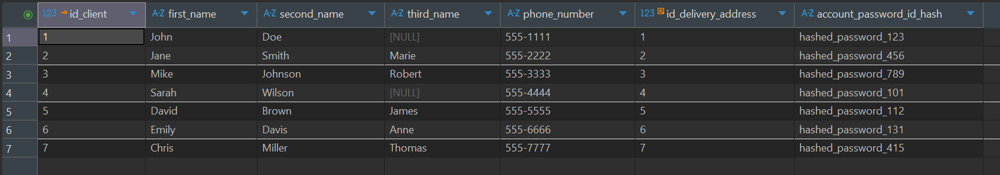 123 id_client A-Z first_name A-Z second_name A-Z third_name A-Z phone_number 123 id_delivery_address A-Z account_password_id_hash
1 1 John Doe [NULL] 555-1111 1 hashed_password_123
2 2 Jane Smith Marie 555-2222 2 hashed_password_456
3 3 Mike Johnson Robert 555-3333 3 hashed_password_789
4 4 Sarah Wilson [NULL] 555-4444 4 hashed_password_101
5 5 David Brown James 555-5555 5 hashed_password_112
6 6 Emily Davis Anne 555-6666 6 hashed_password_131
7 7 Chris Miller Thomas 555-7777 7 hashed_password_415